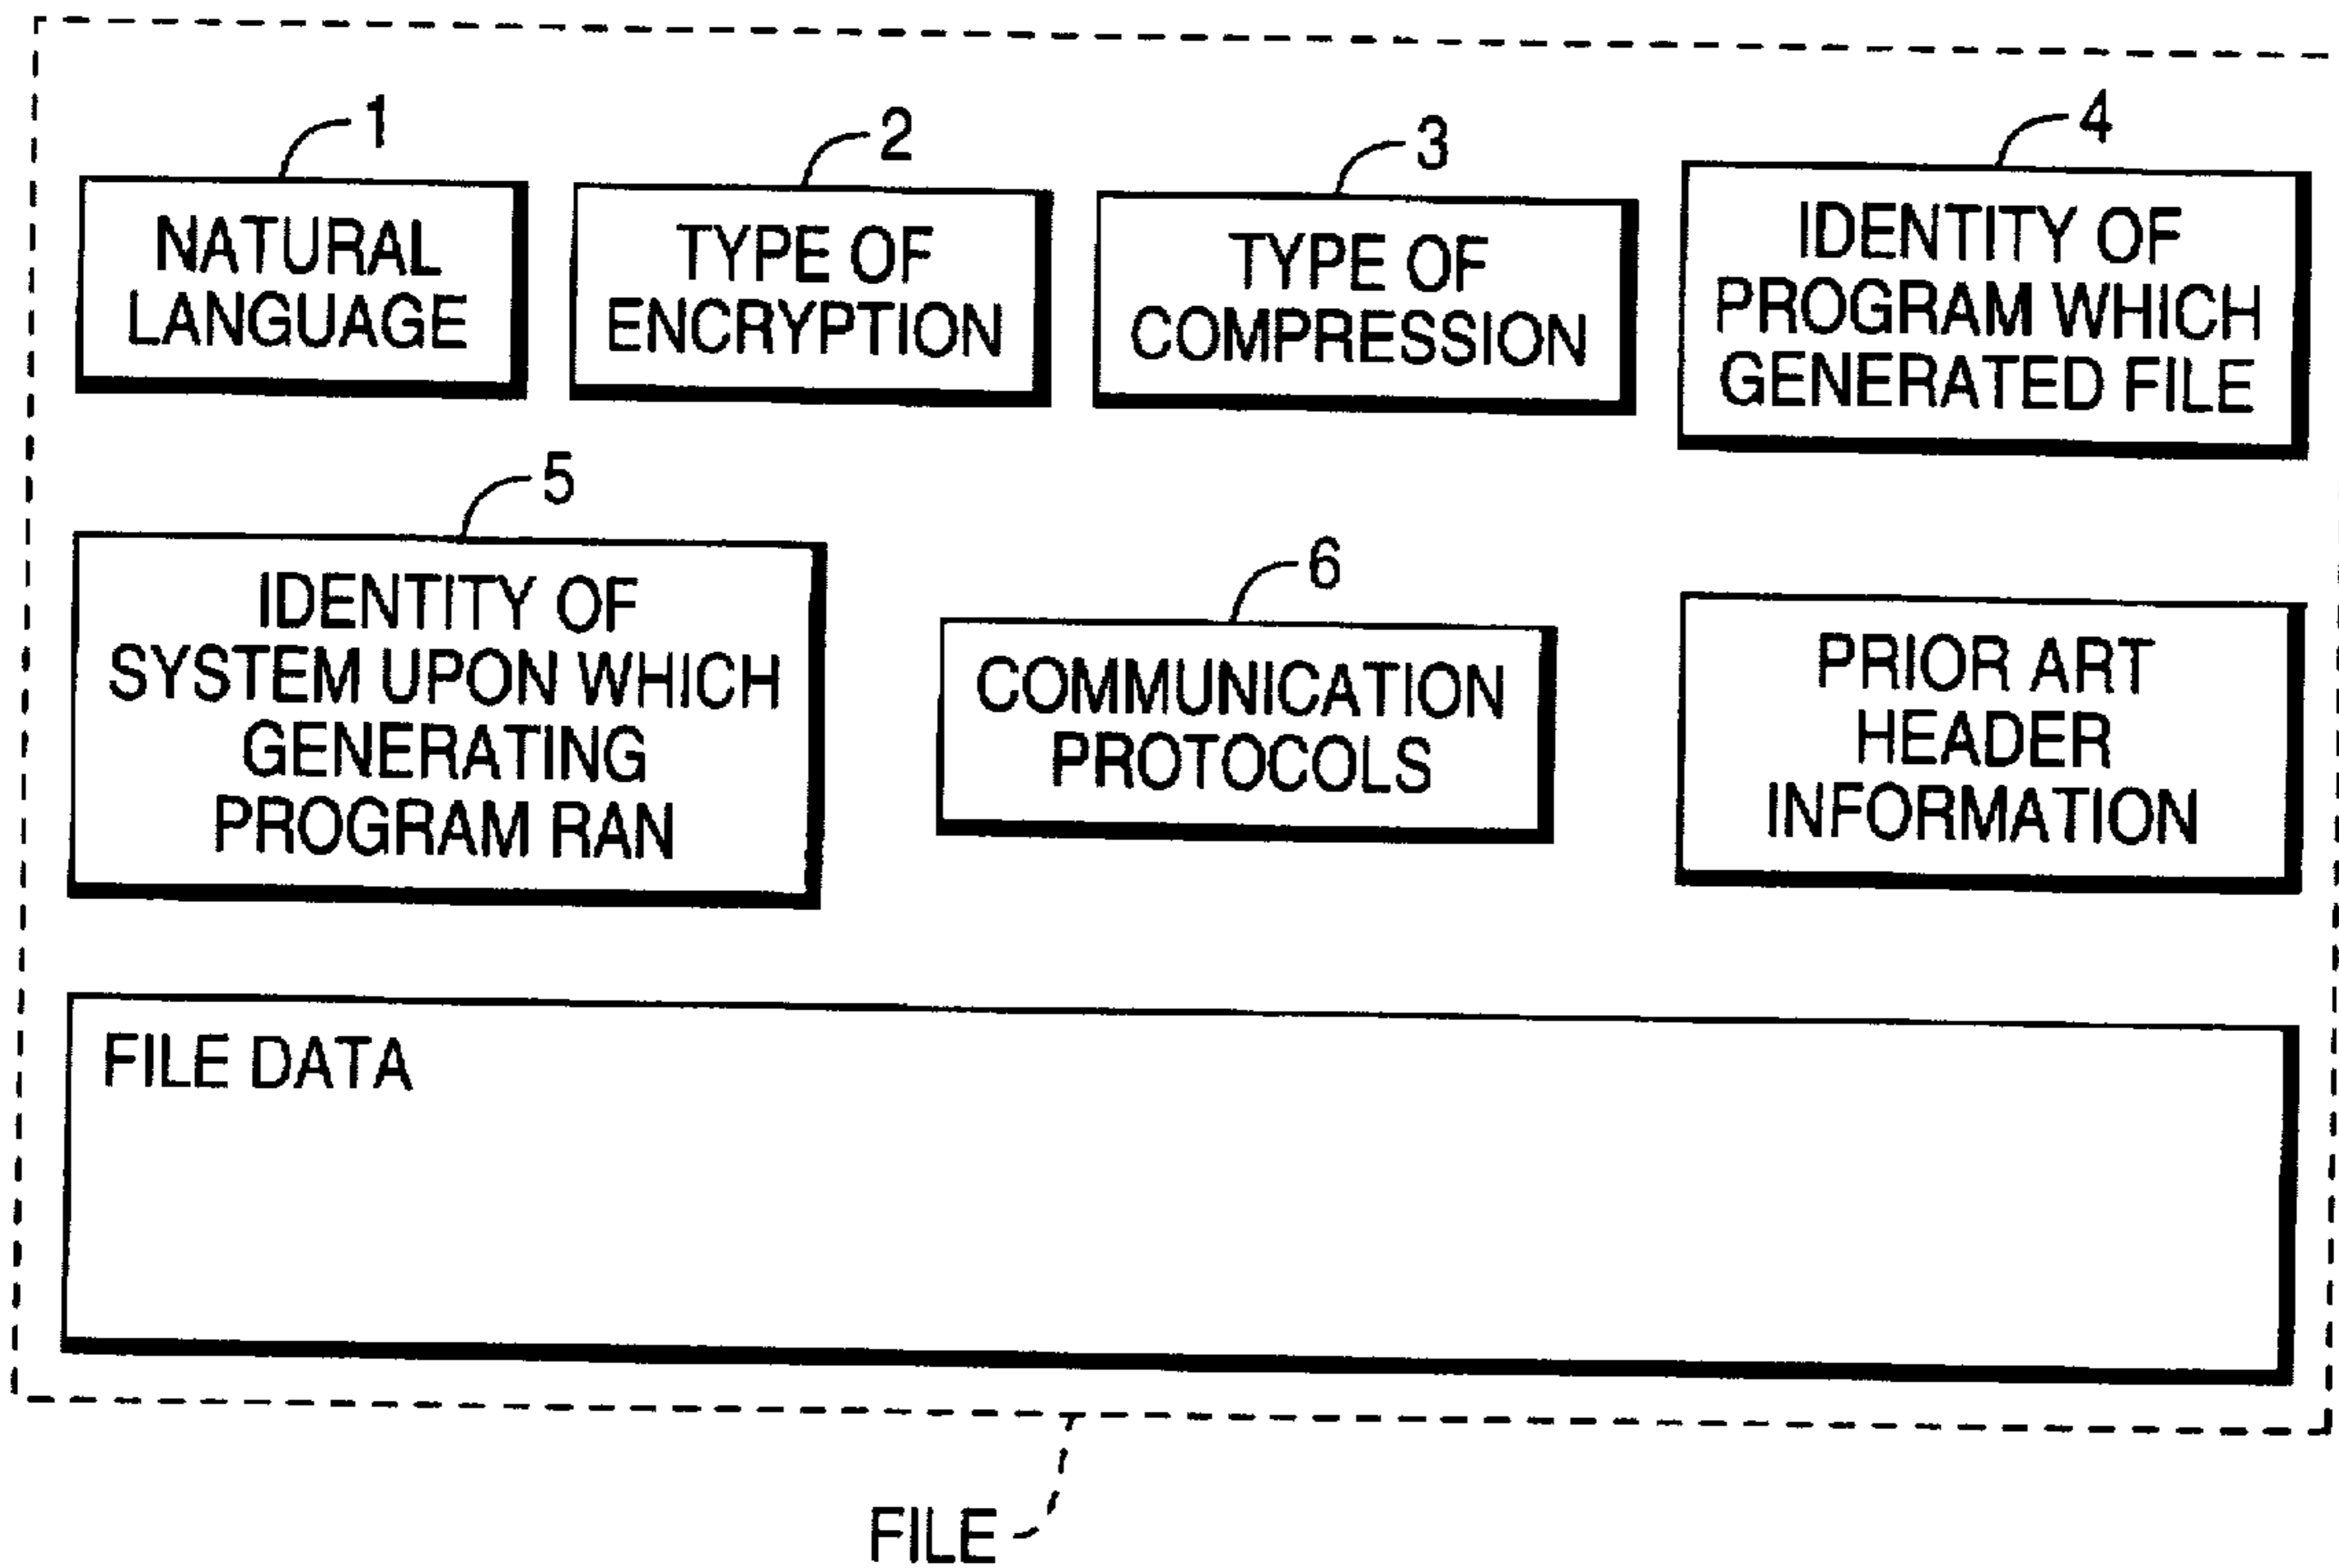 1
NATURAL
LANGUAGE
2
TYPE OF
ENCRYPTION
3
TYPE OF
COMPRESSION
4
IDENTITY OF
PROGRAM WHICH
GENERATED FILE
5
IDENTITY OF
SYSTEM UPON WHICH
GENERATING
PROGRAM RAN
6
COMMUNICATION
PROTOCOLS
PRIOR ART
HEADER
INFORMATION
FILE DATA
FILE